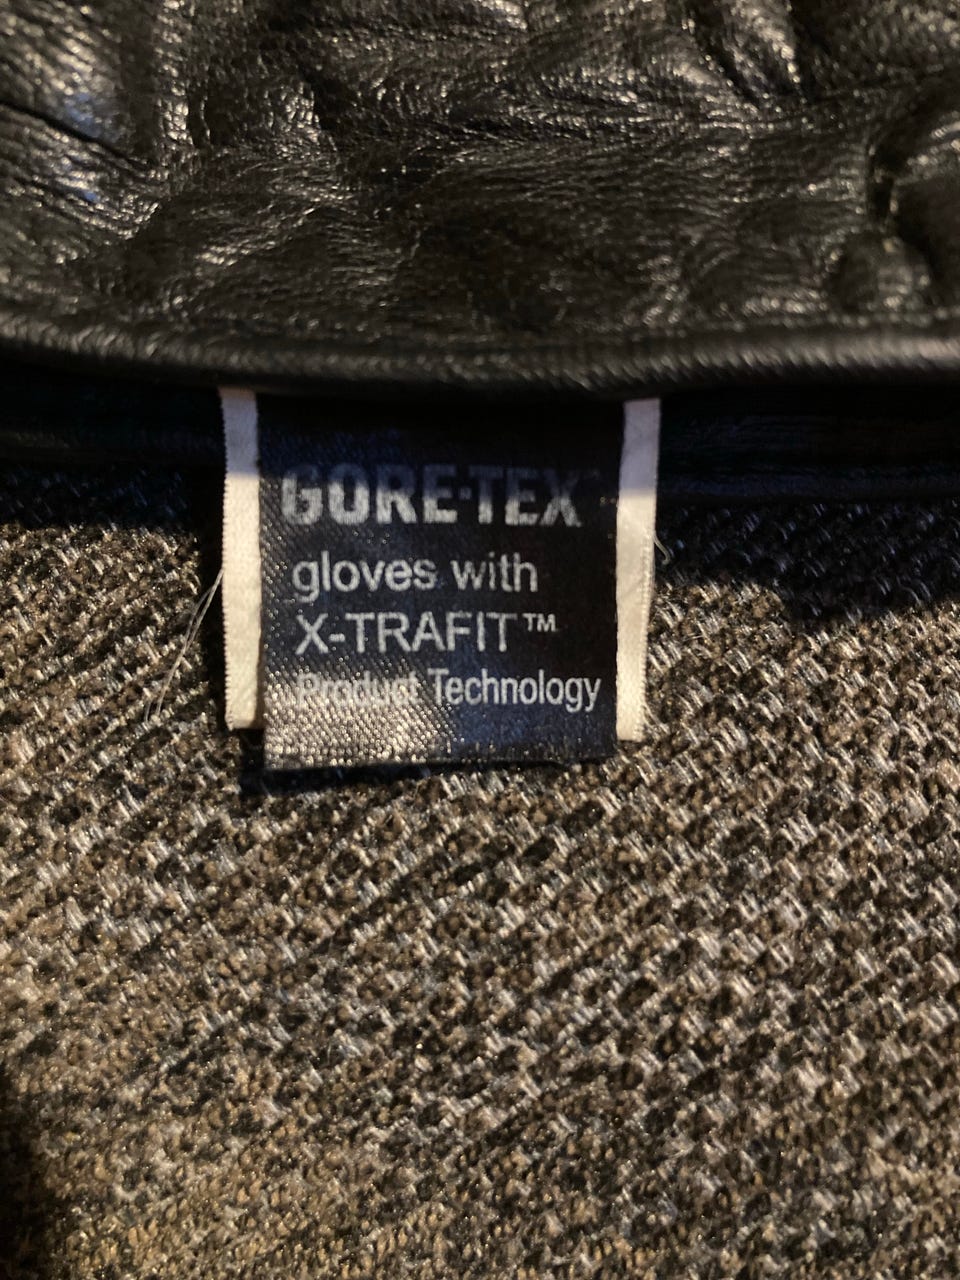 GORE-TEX
gloves with
X-TRAFIT™
Product Technology